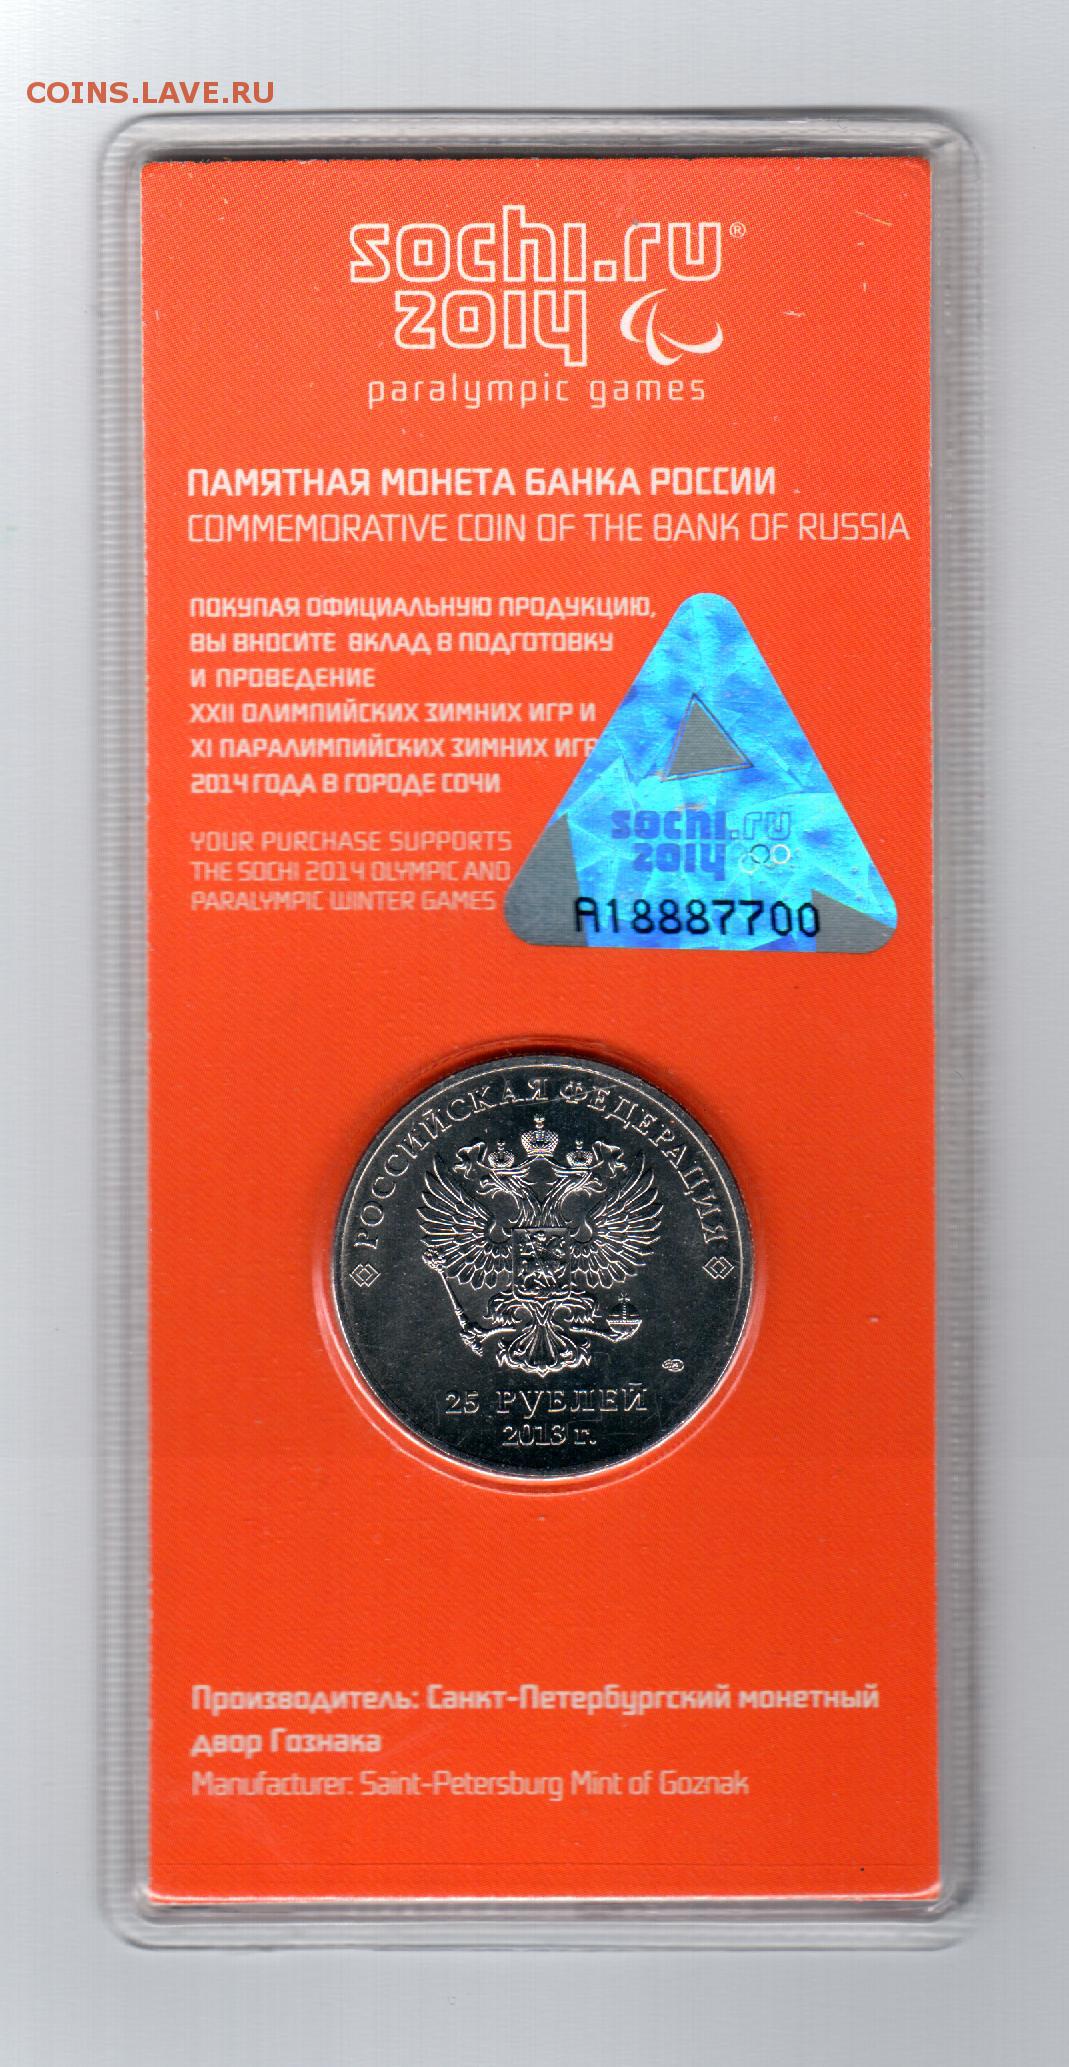 COINS.LAVE.RU
sochi.ru®
2014
paralympic games
ПАМЯТНАЯ МОНЕТА БАНКА РОССИИ
COMMEMORATIVE COIN OF THE BANK OF RUSSIA
ПОКУПАЯ ОФИЦИАЛЬНУЮ ПРОДУКЦИЮ,
ВЫ ВНОСИТЕ ВКЛАД В ПОДГОТОВКУ
И ПРОВЕДЕНИЕ
XXII ОЛИМПИЙСКИХ ЗИМНИХ ИГР И
XI ПАРАЛИМПИЙСКИХ ЗИМНИХ ИГР
2014 ГОДА В ГОРОДЕ СОЧИ
YOUR PURCHASE SUPPORTS
THE SOCHI 2014 OLYMPIC AND
PARALYMPIC WINTER GAMES
sochi.ru
2014
A18887700
РОССИЙСКАЯ ФЕДЕРАЦИЯ
25 РУБЛЕЙ
2013 г.
Производитель: Санкт-Петербургский монетный
двор Гознака
Manufacturer: Saint-Petersburg Mint of Goznak